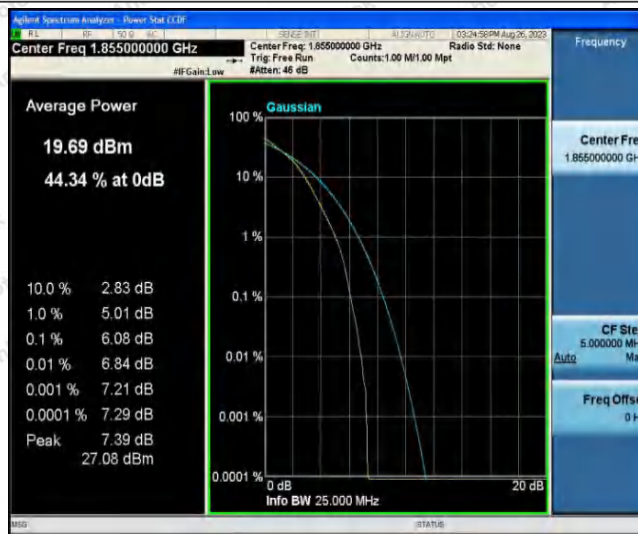 Agilent Spectrum Analyzer - Power Stat CCDF
RL RF 50 Ω AC SENSE:INT ALIGN AUTO 03:24:58PM Aug 26, 2023
Center Freq 1.855000000 GHz
Center Freq: 1.855000000 GHz Radio Std: None
Trig: Free Run Counts:1.00 M/1.00 Mpt
#IFGain:Low #Atten: 46 dB
Frequency
Average Power
19.69 dBm
44.34 % at 0dB
10.0 % 2.83 dB
1.0 % 5.01 dB
0.1 % 6.08 dB
0.01 % 6.84 dB
0.001 % 7.21 dB
0.0001 % 7.29 dB
Peak 7.39 dB
27.08 dBm
Gaussian
100 %
10 %
1 %
0.1 %
0.01 %
0.001 %
0.0001 %
0 dB 20 dB
Info BW 25.000 MHz
Center Fre
1.855000000 GH
CF Ste
5.000000 MH
Auto Ma
Freq Offse
0 H
MSG STATUS